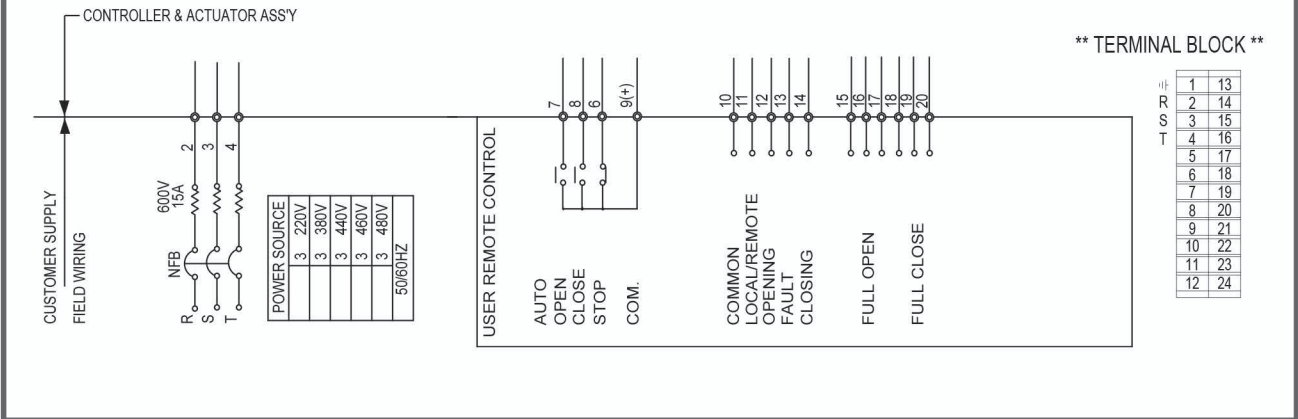 CONTROLLER & ACTUATOR ASS'Y
CUSTOMER SUPPLY
FIELD WIRING
2
3
4
600V
15A
NFB
R
S
T
POWER SOURCE
3 220V
3 380V
3 440V
3 460V
3 480V
50/60HZ
USER REMOTE CONTROL
7
8
6
9(+)
AUTO
OPEN
CLOSE
STOP
COM.
10
11
12
13
14
COMMON
LOCAL/REMOTE
OPENING
FAULT
CLOSING
15
16
17
18
19
20
FULL OPEN
FULL CLOSE
** TERMINAL BLOCK **
1 13
R 2 14
S 3 15
T 4 16
5 17
6 18
7 19
8 20
9 21
10 22
11 23
12 24